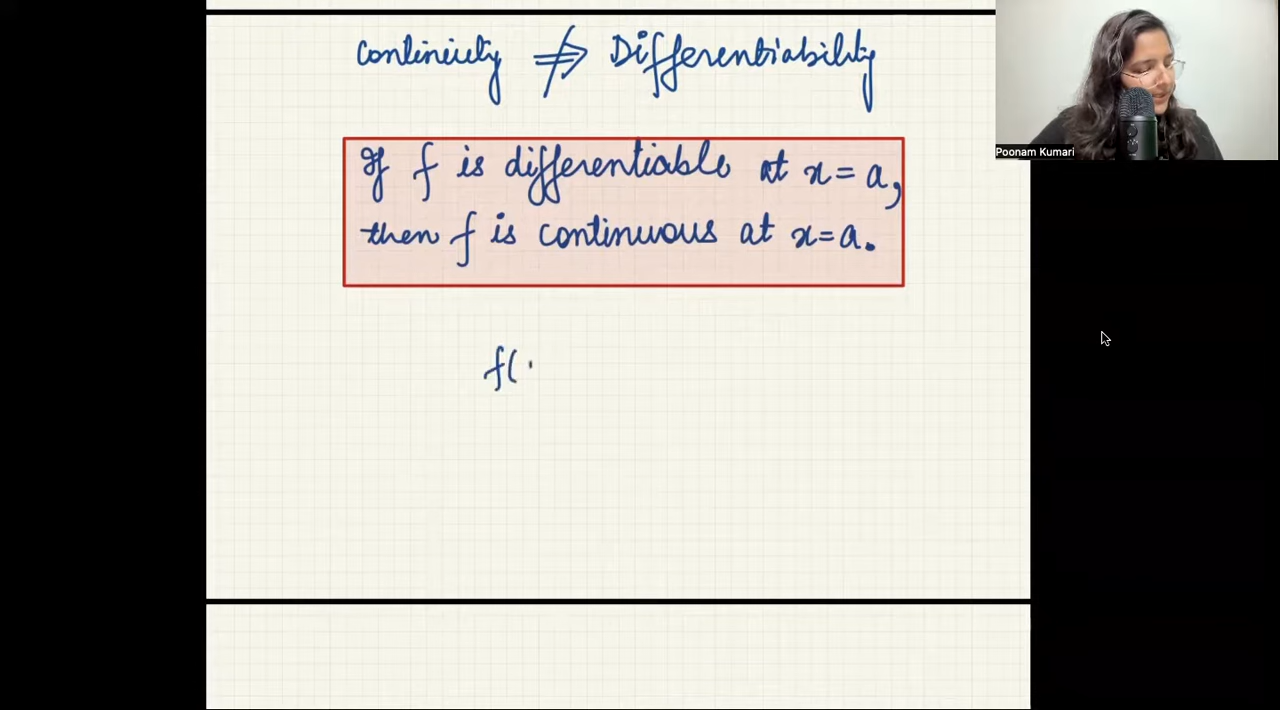 Continuity ⇏ Differentiability
Poonam Kumari
If f is differentiable at x = a,
then f is continuous at x = a.
f(